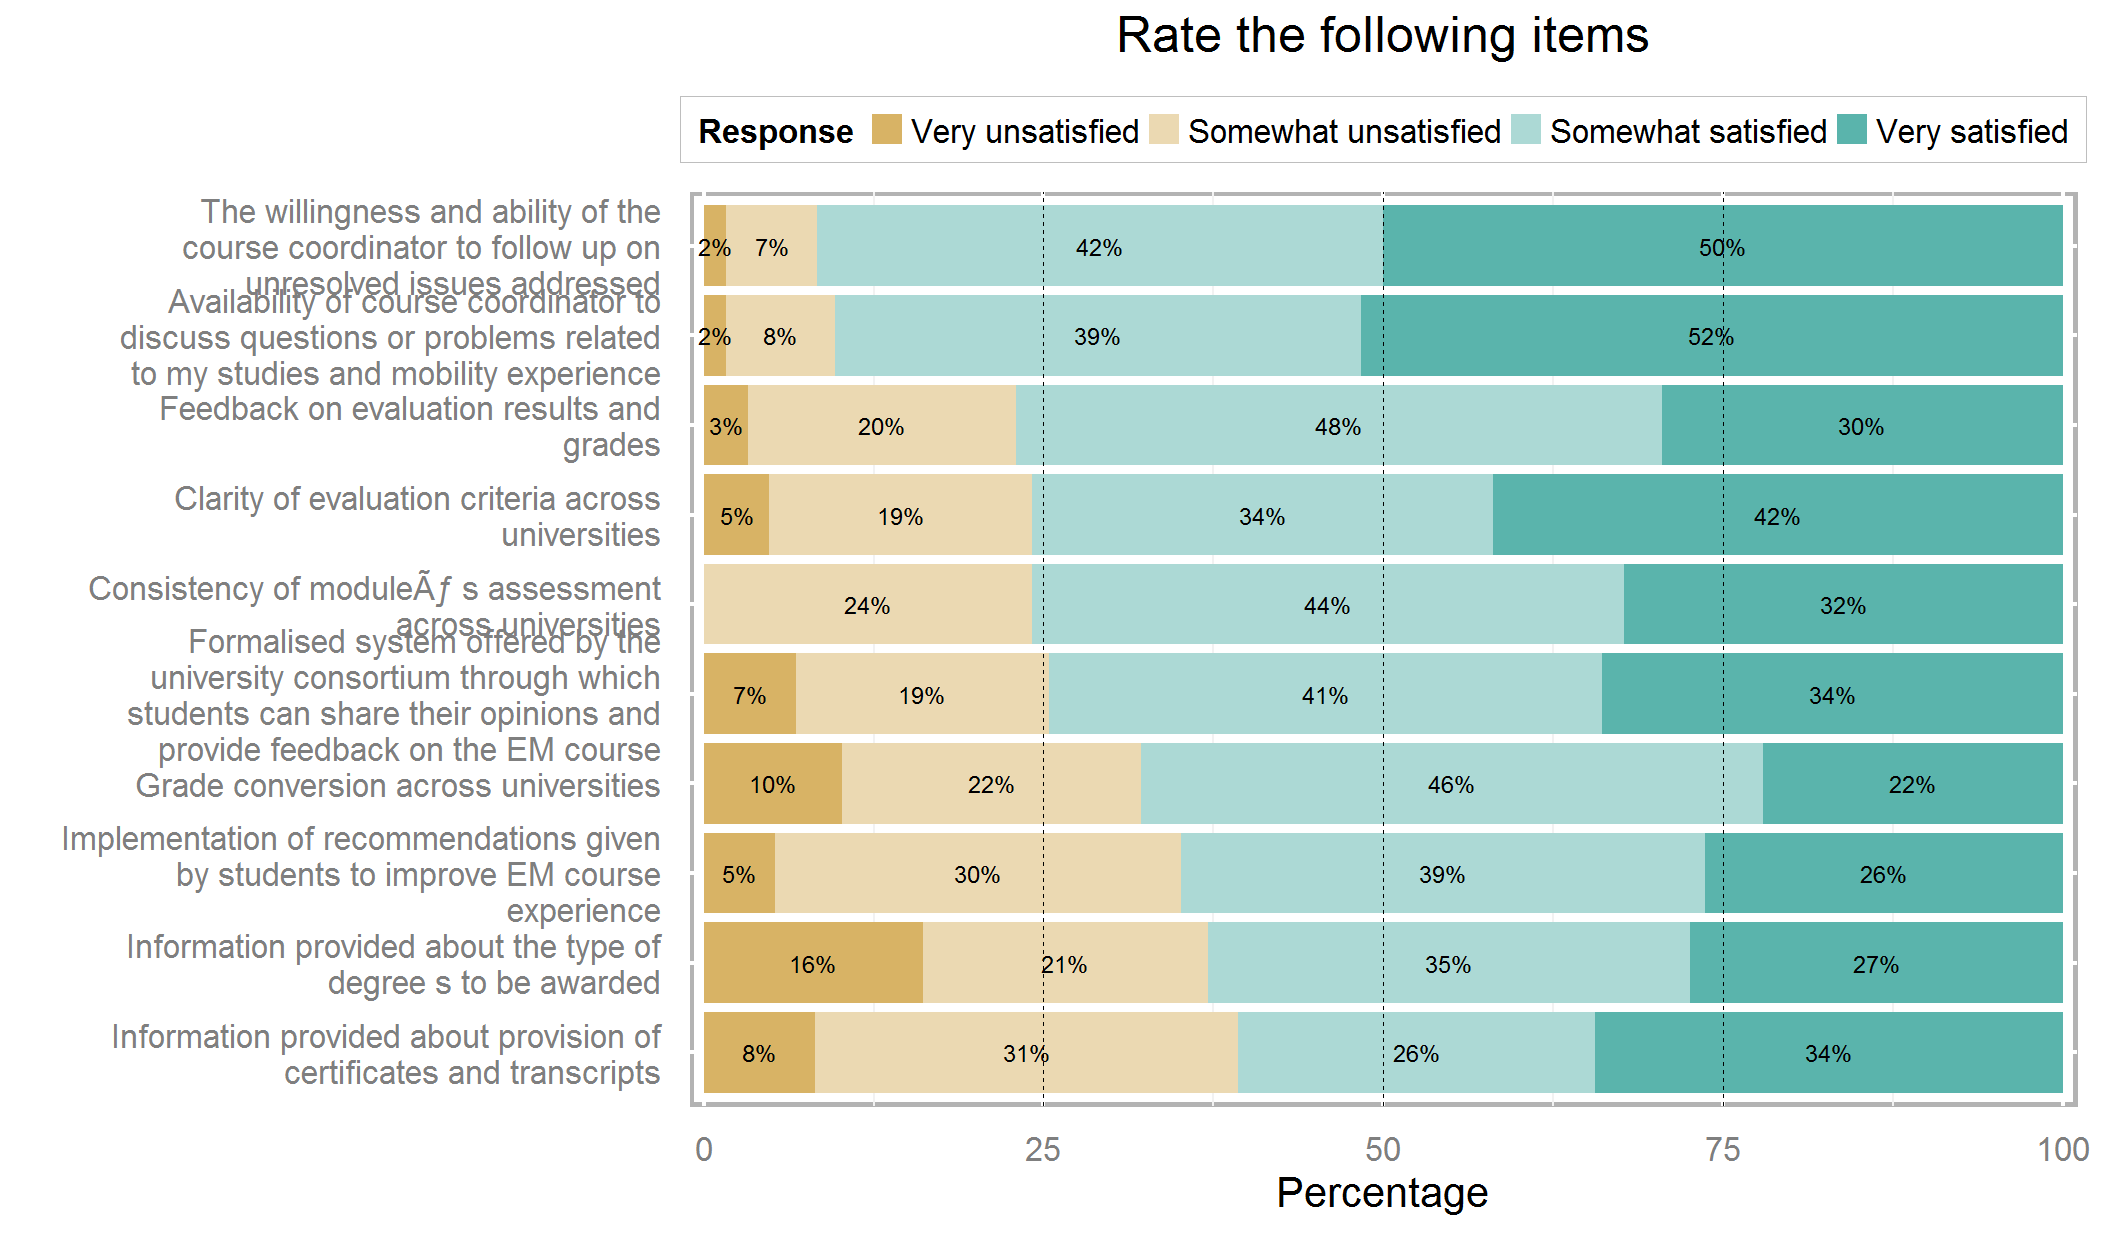 Rate the following items
Response Very unsatisfied Somewhat unsatisfied Somewhat satisfied Very satisfied
The willingness and ability of the
course coordinator to follow up on
unresolved issues addressed
2% 7% 42% 50%
Availability of course coordinator to
discuss questions or problems related
to my studies and mobility experience
2% 8% 39% 52%
Feedback on evaluation results and
grades
3% 20% 48% 30%
Clarity of evaluation criteria across
universities
5% 19% 34% 42%
Consistency of moduleÃƒ s assessment
across universities
24% 44% 32%
Formalised system offered by the
university consortium through which
students can share their opinions and
provide feedback on the EM course
7% 19% 41% 34%
Grade conversion across universities
10% 22% 46% 22%
Implementation of recommendations given
by students to improve EM course
experience
5% 30% 39% 26%
Information provided about the type of
degree s to be awarded
16% 21% 35% 27%
Information provided about provision of
certificates and transcripts
8% 31% 26% 34%
0 25 50 75 100
Percentage